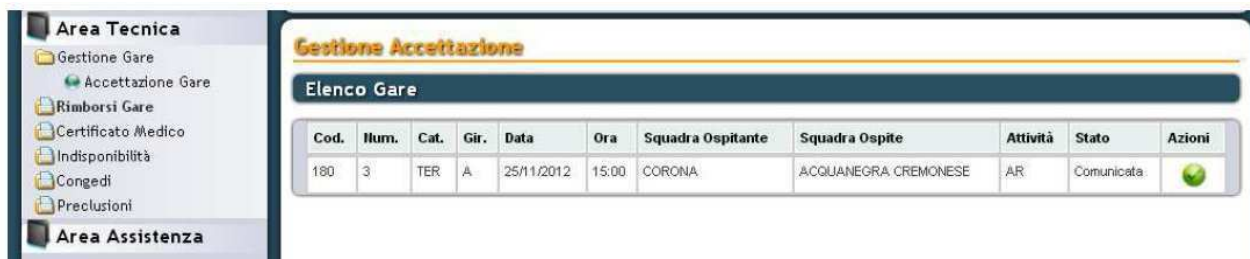 Area Tecnica
Gestione Gare
Accettazione Gare
Rimborsi Gare
Certificato Medico
Indisponibilità
Congedi
Preclusioni
Area Assistenza
Gestione Accettazione
Elenco Gare
Cod. Num. Cat. Gir. Data Ora Squadra Ospitante Squadra Ospite Attività Stato Azioni
180 3 TER A 25/11/2012 15:00 CORONA ACQUANEGRA CREMONESE AR Comunicata